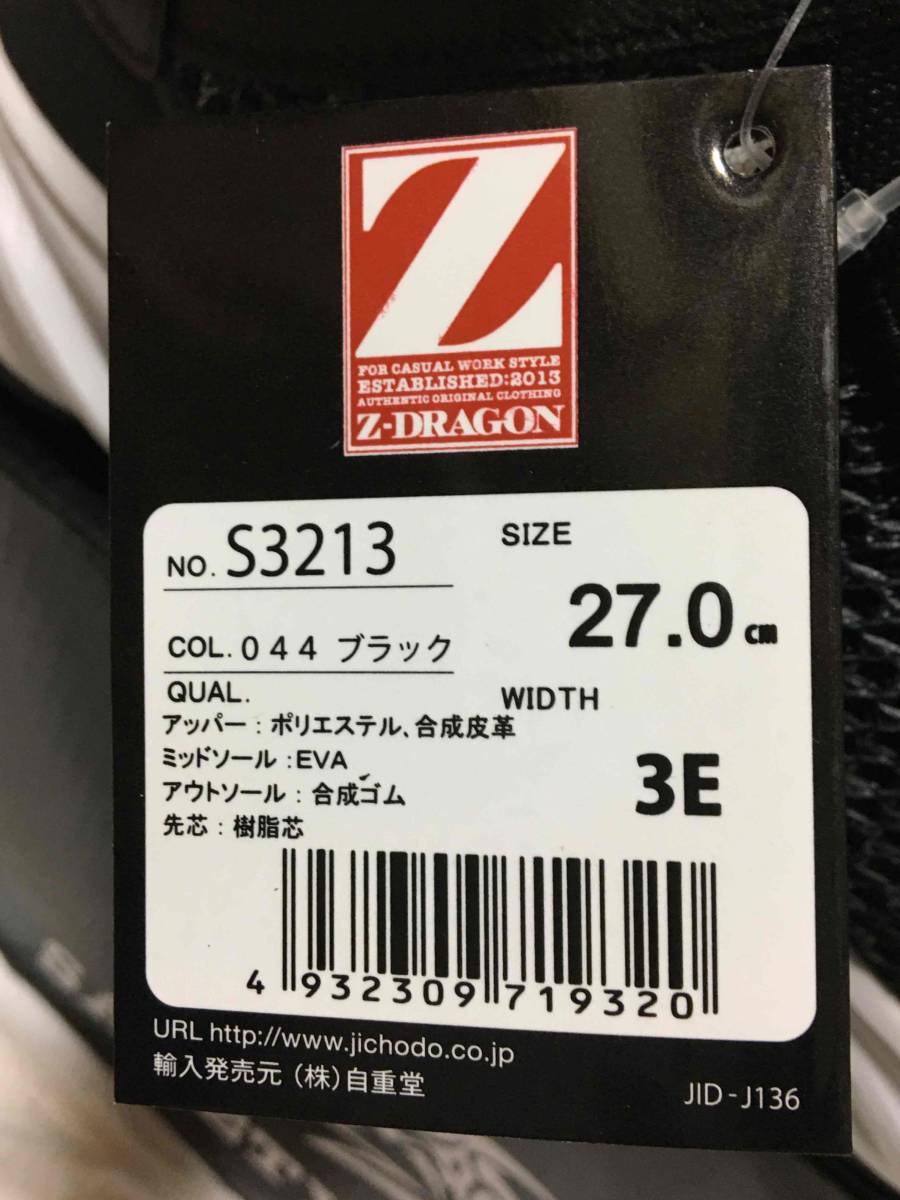 Z
FOR CASUAL WORK STYLE
ESTABLISHED:2013
AUTHENTIC ORIGINAL CLOTHING
Z-DRAGON
NO. S3213
SIZE
27.0 cm
COL. 044 ブラック
QUAL.
WIDTH
3E
アッパー：ポリエステル、合成皮革
ミッドソール：EVA
アウトソール：合成ゴム
先芯：樹脂芯
4 932309 719320
URL http://www.jichodo.co.jp
輸入発売元（株）自重堂
JID-J136